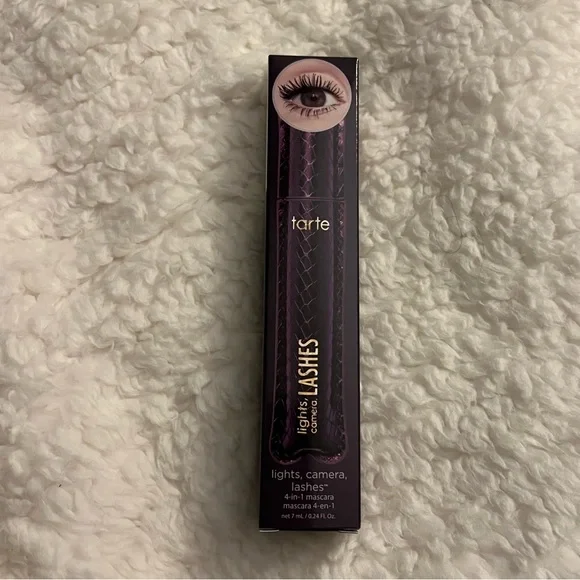 tarte
lights,
camera,
LASHES
lights, camera,
lashes™
4-in-1 mascara
mascara 4-en-1
net 7 mL / 0.24 Fl. Oz.